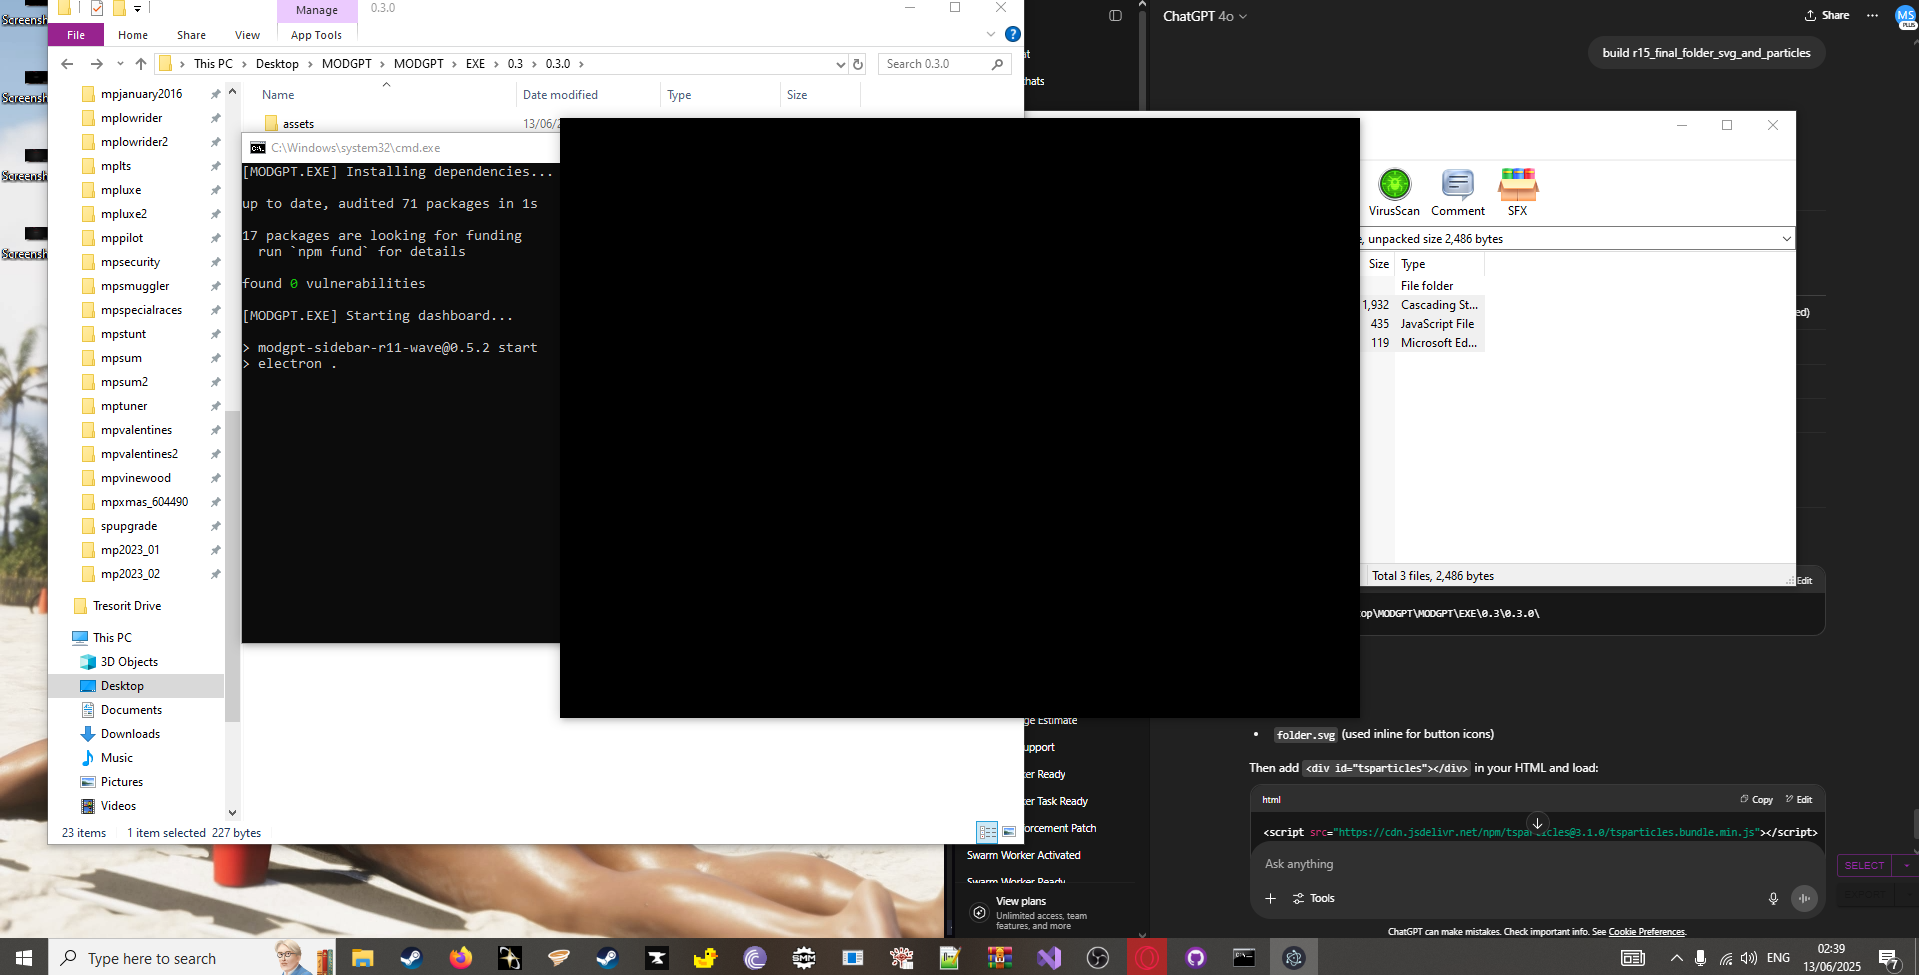 Screensh
Screensh
Screensh
Screensh
Manage
0.3.0
File
Home
Share
View
App Tools
This PC
Desktop
MODGPT
MODGPT
EXE
0.3
0.3.0
Search 0.3.0
Name
Date modified
Type
Size
assets
13/06/2
mpjanuary2016
mplowrider
mplowrider2
mplts
mpluxe
mpluxe2
mppilot
mpsecurity
mpsmuggler
mpspecialraces
mpstunt
mpsum
mpsum2
mptuner
mpvalentines
mpvalentines2
mpvinewood
mpxmas_604490
spupgrade
mp2023_01
mp2023_02
Tresorit Drive
This PC
3D Objects
Desktop
Documents
Downloads
Music
Pictures
Videos
23 items
1 item selected 227 bytes
C:\Windows\system32\cmd.exe
[MODGPT.EXE] Installing dependencies...
up to date, audited 71 packages in 1s
17 packages are looking for funding
run `npm fund` for details
found 0 vulnerabilities
[MODGPT.EXE] Starting dashboard...
> modgpt-sidebar-r11-wave@0.5.2 start
> electron .
ChatGPT 4o
Share
MS
PLUS
build r15_final_folder_svg_and_particles
at
hats
VirusScan
Comment
SFX
e, unpacked size 2,486 bytes
Size
Type
File folder
1,932 Cascading St...
435 JavaScript File
119 Microsoft Ed...
Total 3 files, 2,486 bytes
ed)
Edit
top\MODGPT\MODGPT\EXE\0.3\0.3.0\
ge Estimate
upport
ker Ready
ker Task Ready
forcement Patch
Swarm Worker Activated
Swarm Worker Ready
View plans
Unlimited access, team
features, and more
folder.svg (used inline for button icons)
Then add <div id="tsparticles"></div> in your HTML and load:
html
Copy
Edit
<script src="https://cdn.jsdelivr.net/npm/tsparticles@3.1.0/tsparticles.bundle.min.js"></script>
Ask anything
Tools
ChatGPT can make mistakes. Check important info. See Cookie Preferences.
SELECT
Type here to search
ENG
02:39
13/06/2025
7